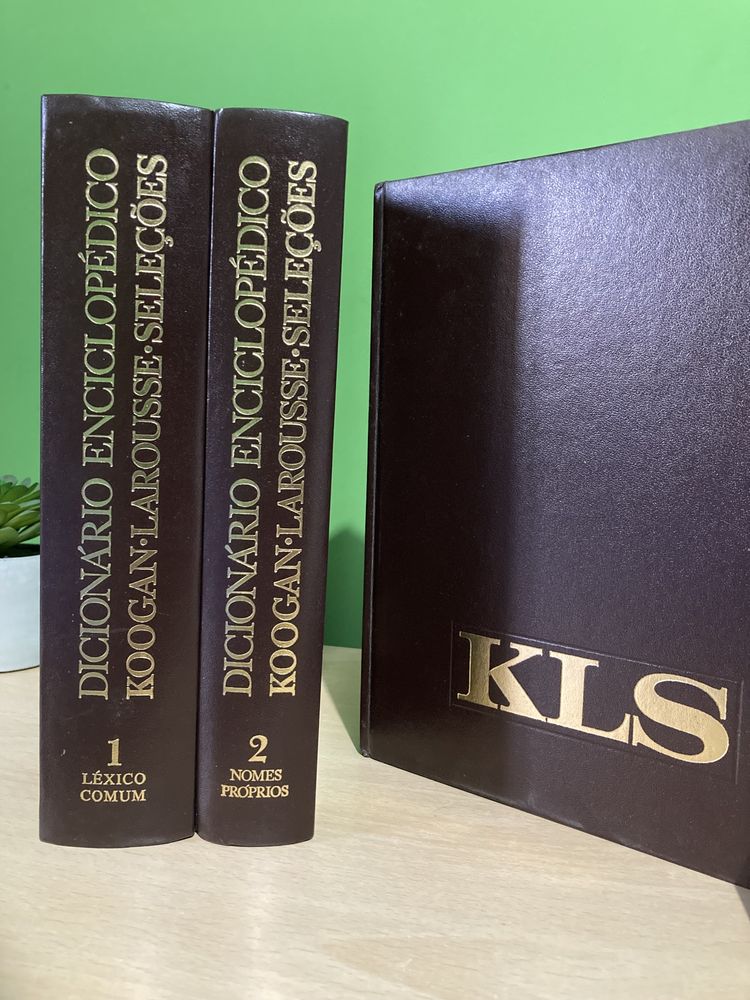 DICIONÁRIO ENCICLOPÉDICO
KOOGAN·LAROUSSE·SELEÇÕES
1
LÉXICO
COMUM
DICIONÁRIO ENCICLOPÉDICO
KOOGAN·LAROUSSE·SELEÇÕES
2
NOMES
PRÓPRIOS
KLS